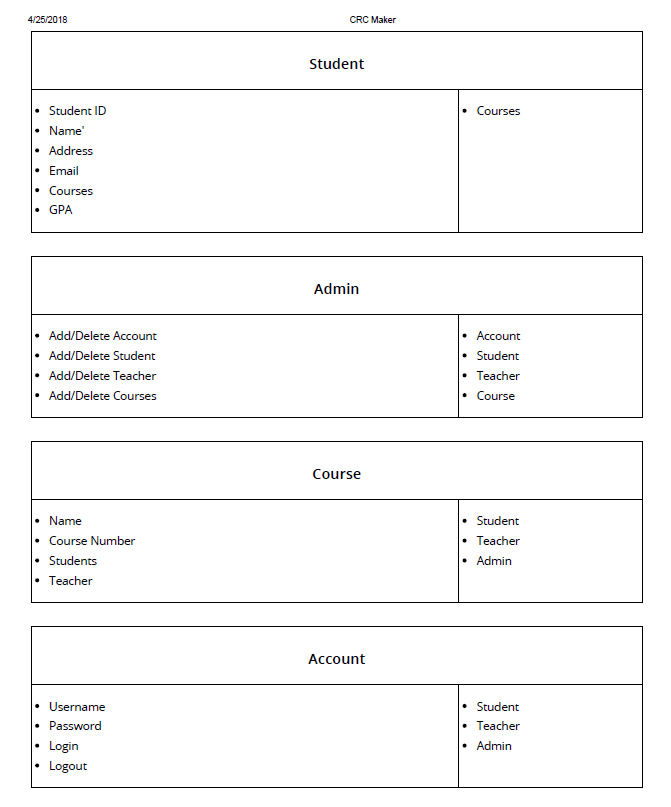 4/25/2018 CRC Maker
Student
Student ID
Name'
Address
Email
Courses
GPA
Courses
Admin
Add/Delete Account
Add/Delete Student
Add/Delete Teacher
Add/Delete Courses
Account
Student
Teacher
Course
Course
Name
Course Number
Students
Teacher
Student
Teacher
Admin
Account
Username
Password
Login
Logout
Student
Teacher
Admin